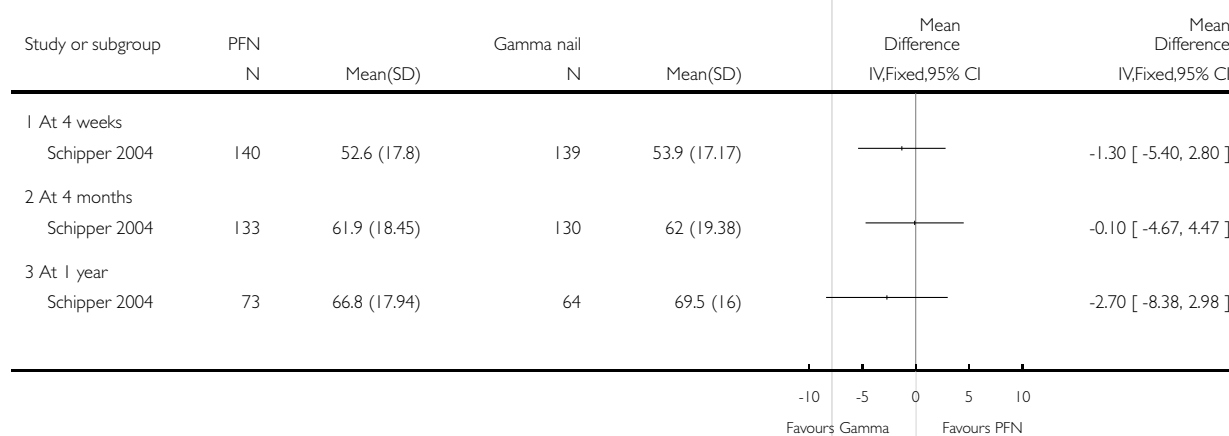 Mean Mean
Study or subgroup PFN Gamma nail Difference Difference
N Mean(SD) N Mean(SD) IV,Fixed,95% CI IV,Fixed,95% CI
1 At 4 weeks
Schipper 2004 140 52.6 (17.8) 139 53.9 (17.17) -1.30 [ -5.40, 2.80 ]
2 At 4 months
Schipper 2004 133 61.9 (18.45) 130 62 (19.38) -0.10 [ -4.67, 4.47 ]
3 At 1 year
Schipper 2004 73 66.8 (17.94) 64 69.5 (16) -2.70 [ -8.38, 2.98 ]
-10 -5 0 5 10
Favours Gamma Favours PFN